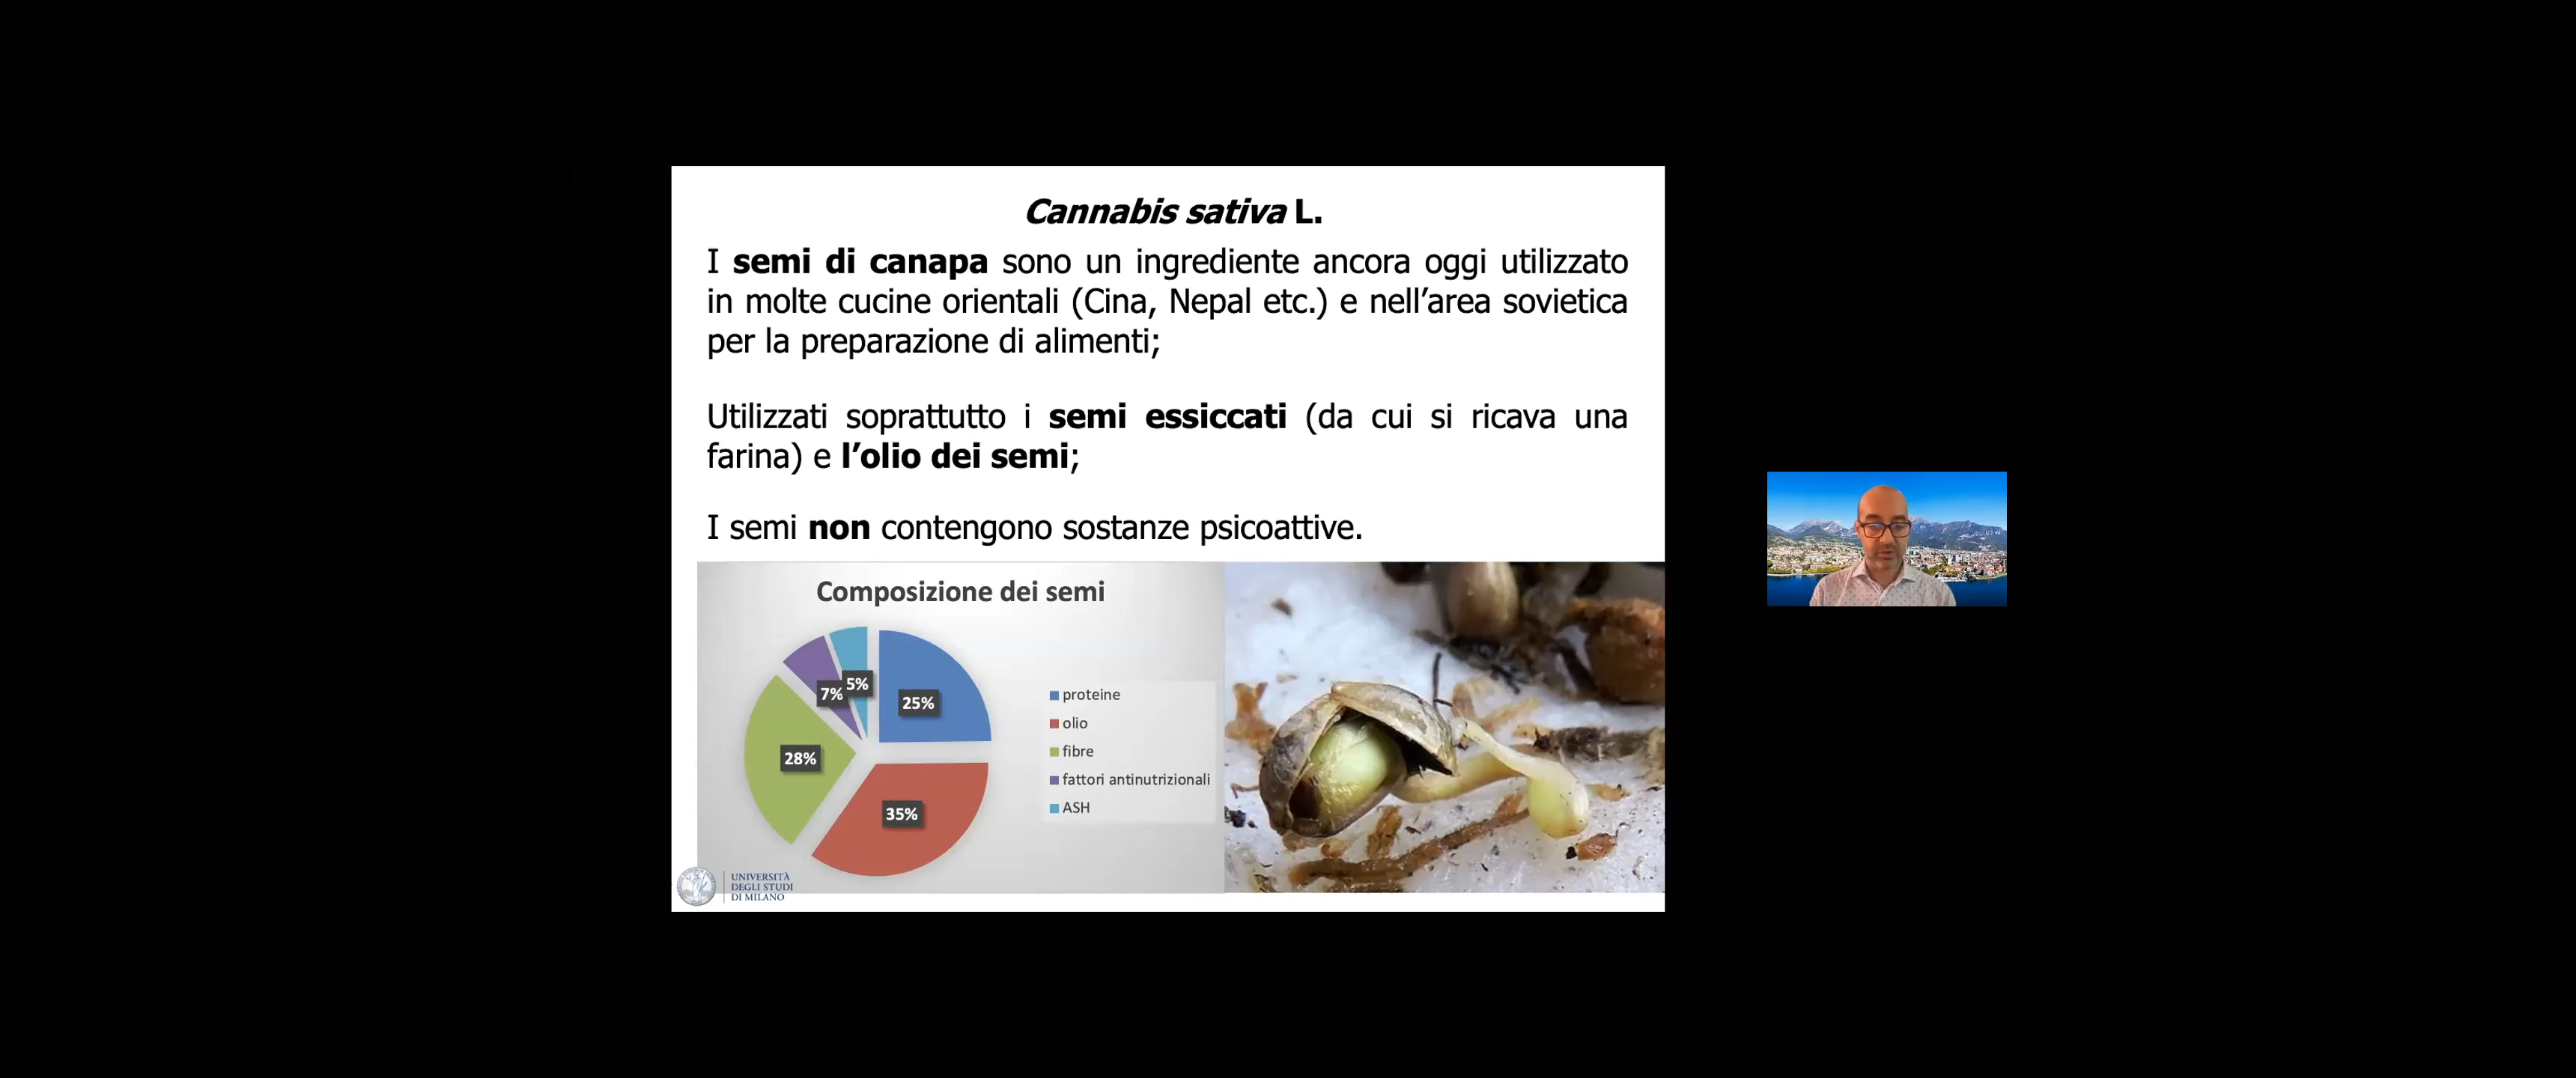 Cannabis sativa L.
I semi di canapa sono un ingrediente ancora oggi utilizzato
in molte cucine orientali (Cina, Nepal etc.) e nell’area sovietica
per la preparazione di alimenti;
Utilizzati soprattutto i semi essiccati (da cui si ricava una
farina) e l’olio dei semi;
I semi non contengono sostanze psicoattive.
Composizione dei semi
7%
5%
25%
28%
35%
proteine
olio
fibre
fattori antinutrizionali
ASH
UNIVERSITÀ
DEGLI STUDI
DI MILANO